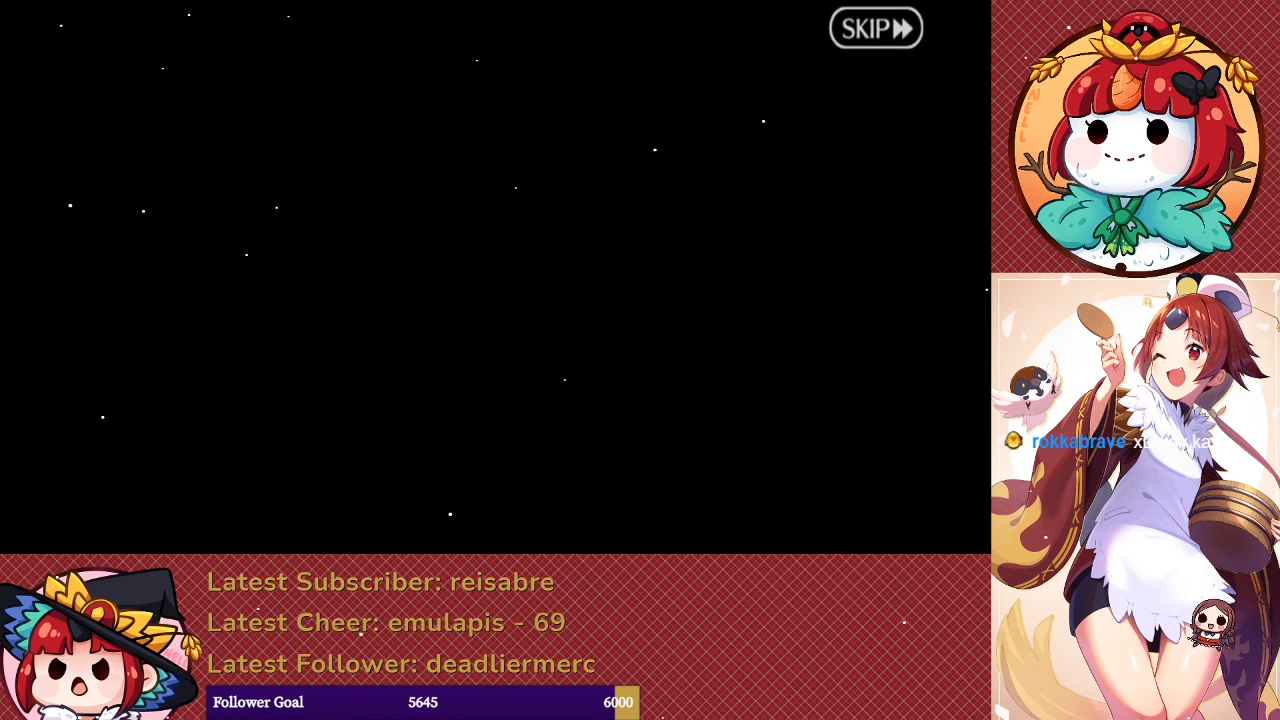 SKIP
rokkabrave
Latest Subscriber: reisabre
Latest Cheer: emulapis - 69
Latest Follower: deadliermerc
Follower Goal 5645 6000